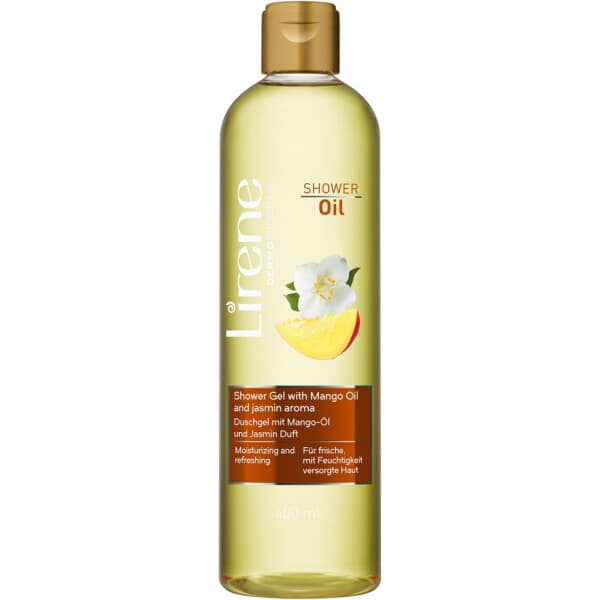 Lirene
SHOWER
Oil
Shower Gel with Mango Oil
and jasmin aroma
Duschgel mit Mango-Öl
und Jasmin Duft
Moisturizing and
refreshing
Für frische,
mit Feuchtigkeit
versorgte Haut
400 ml